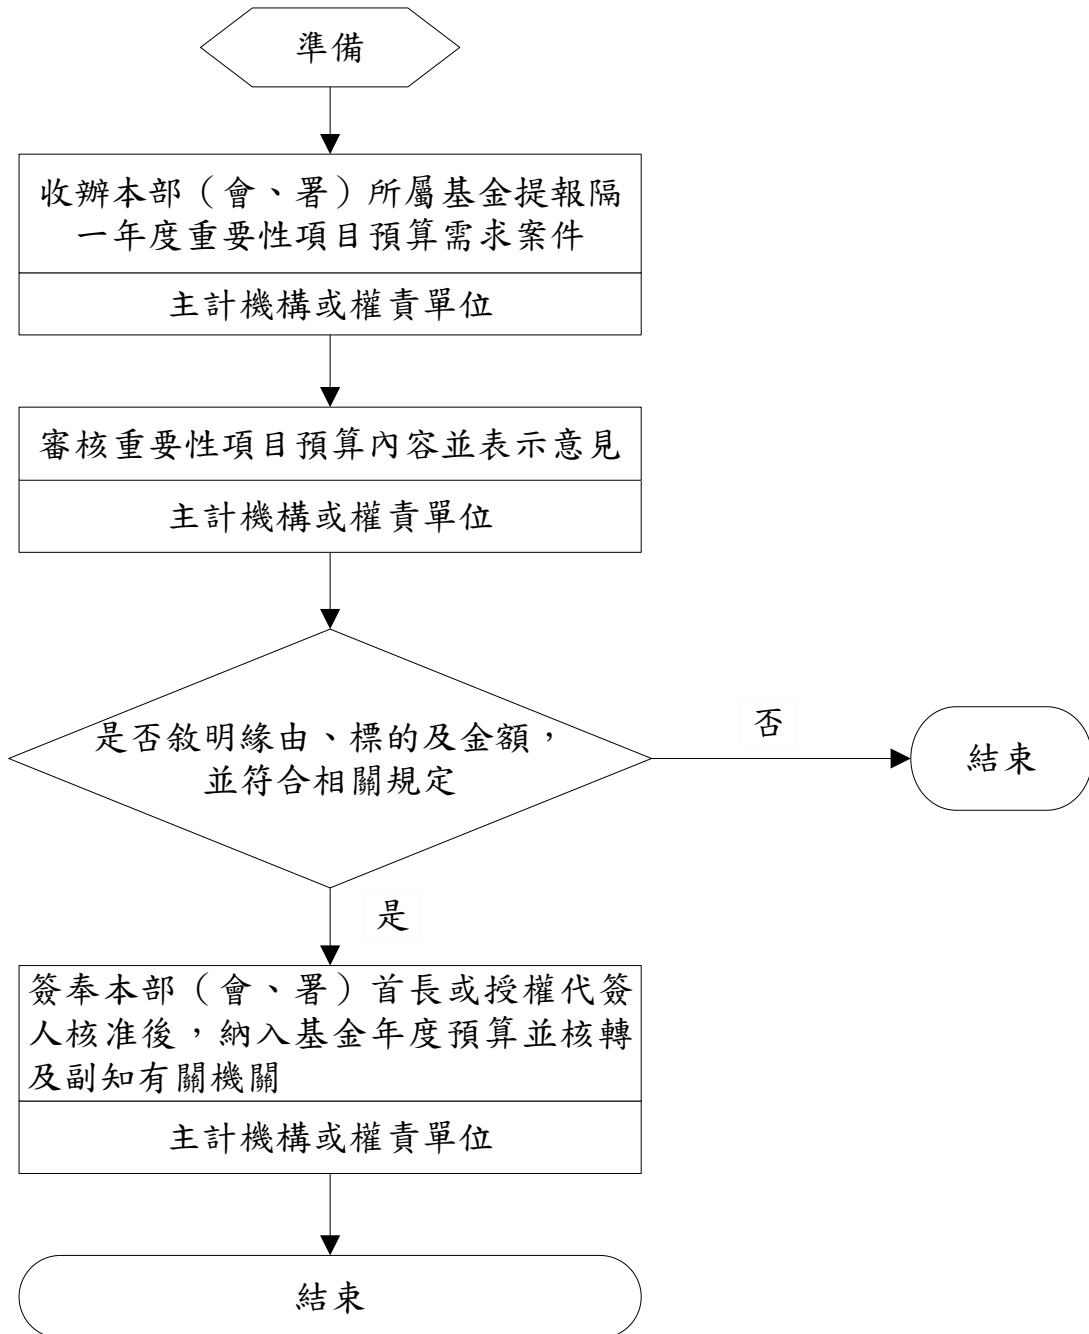 準備
收辦本部（會、署）所屬基金提報隔
一年度重要性項目預算需求案件
主計機構或權責單位
審核重要性項目預算內容並表示意見
主計機構或權責單位
是否敘明緣由、標的及金額，
並符合相關規定
否
結束
是
簽奉本部（會、署）首長或授權代簽
人核准後，納入基金年度預算並核轉
及副知有關機關
主計機構或權責單位
結束